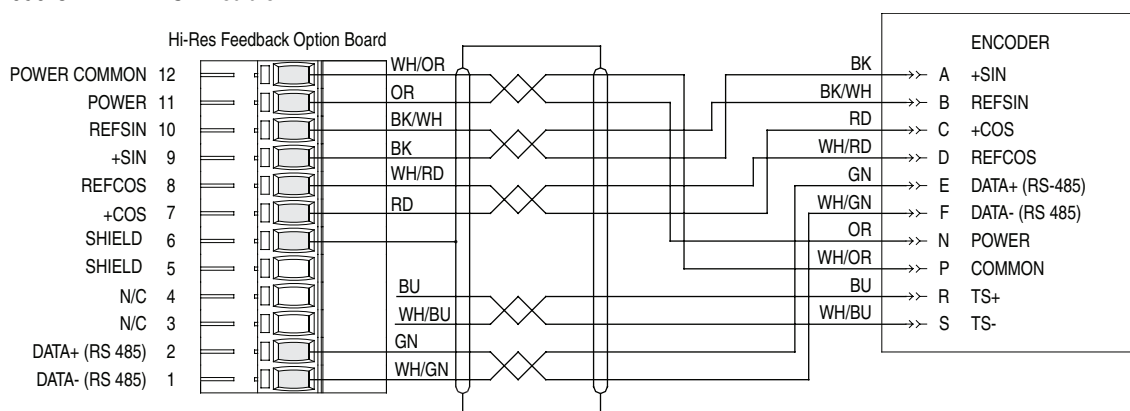 Hi-Res Feedback Option Board
POWER COMMON 12
POWER 11
REFSIN 10
+SIN 9
REFCOS 8
+COS 7
SHIELD 6
SHIELD 5
N/C 4
N/C 3
DATA+ (RS 485) 2
DATA- (RS 485) 1
WH/OR
OR
BK/WH
BK
WH/RD
RD
BU
WH/BU
GN
WH/GN
ENCODER
BK A +SIN
BK/WH B REFSIN
RD C +COS
WH/RD D REFCOS
GN E DATA+ (RS-485)
WH/GN F DATA- (RS 485)
OR N POWER
WH/OR P COMMON
BU R TS+
WH/BU S TS-